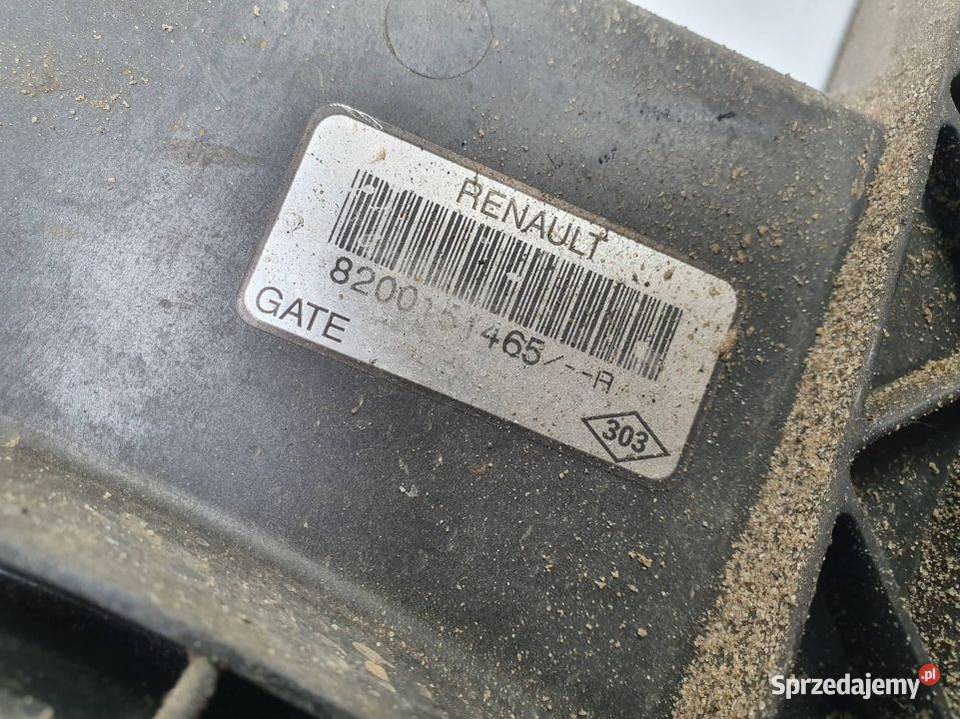 RENAULT
8200151465/--R
GATE
303
Sprzedajemy.pl